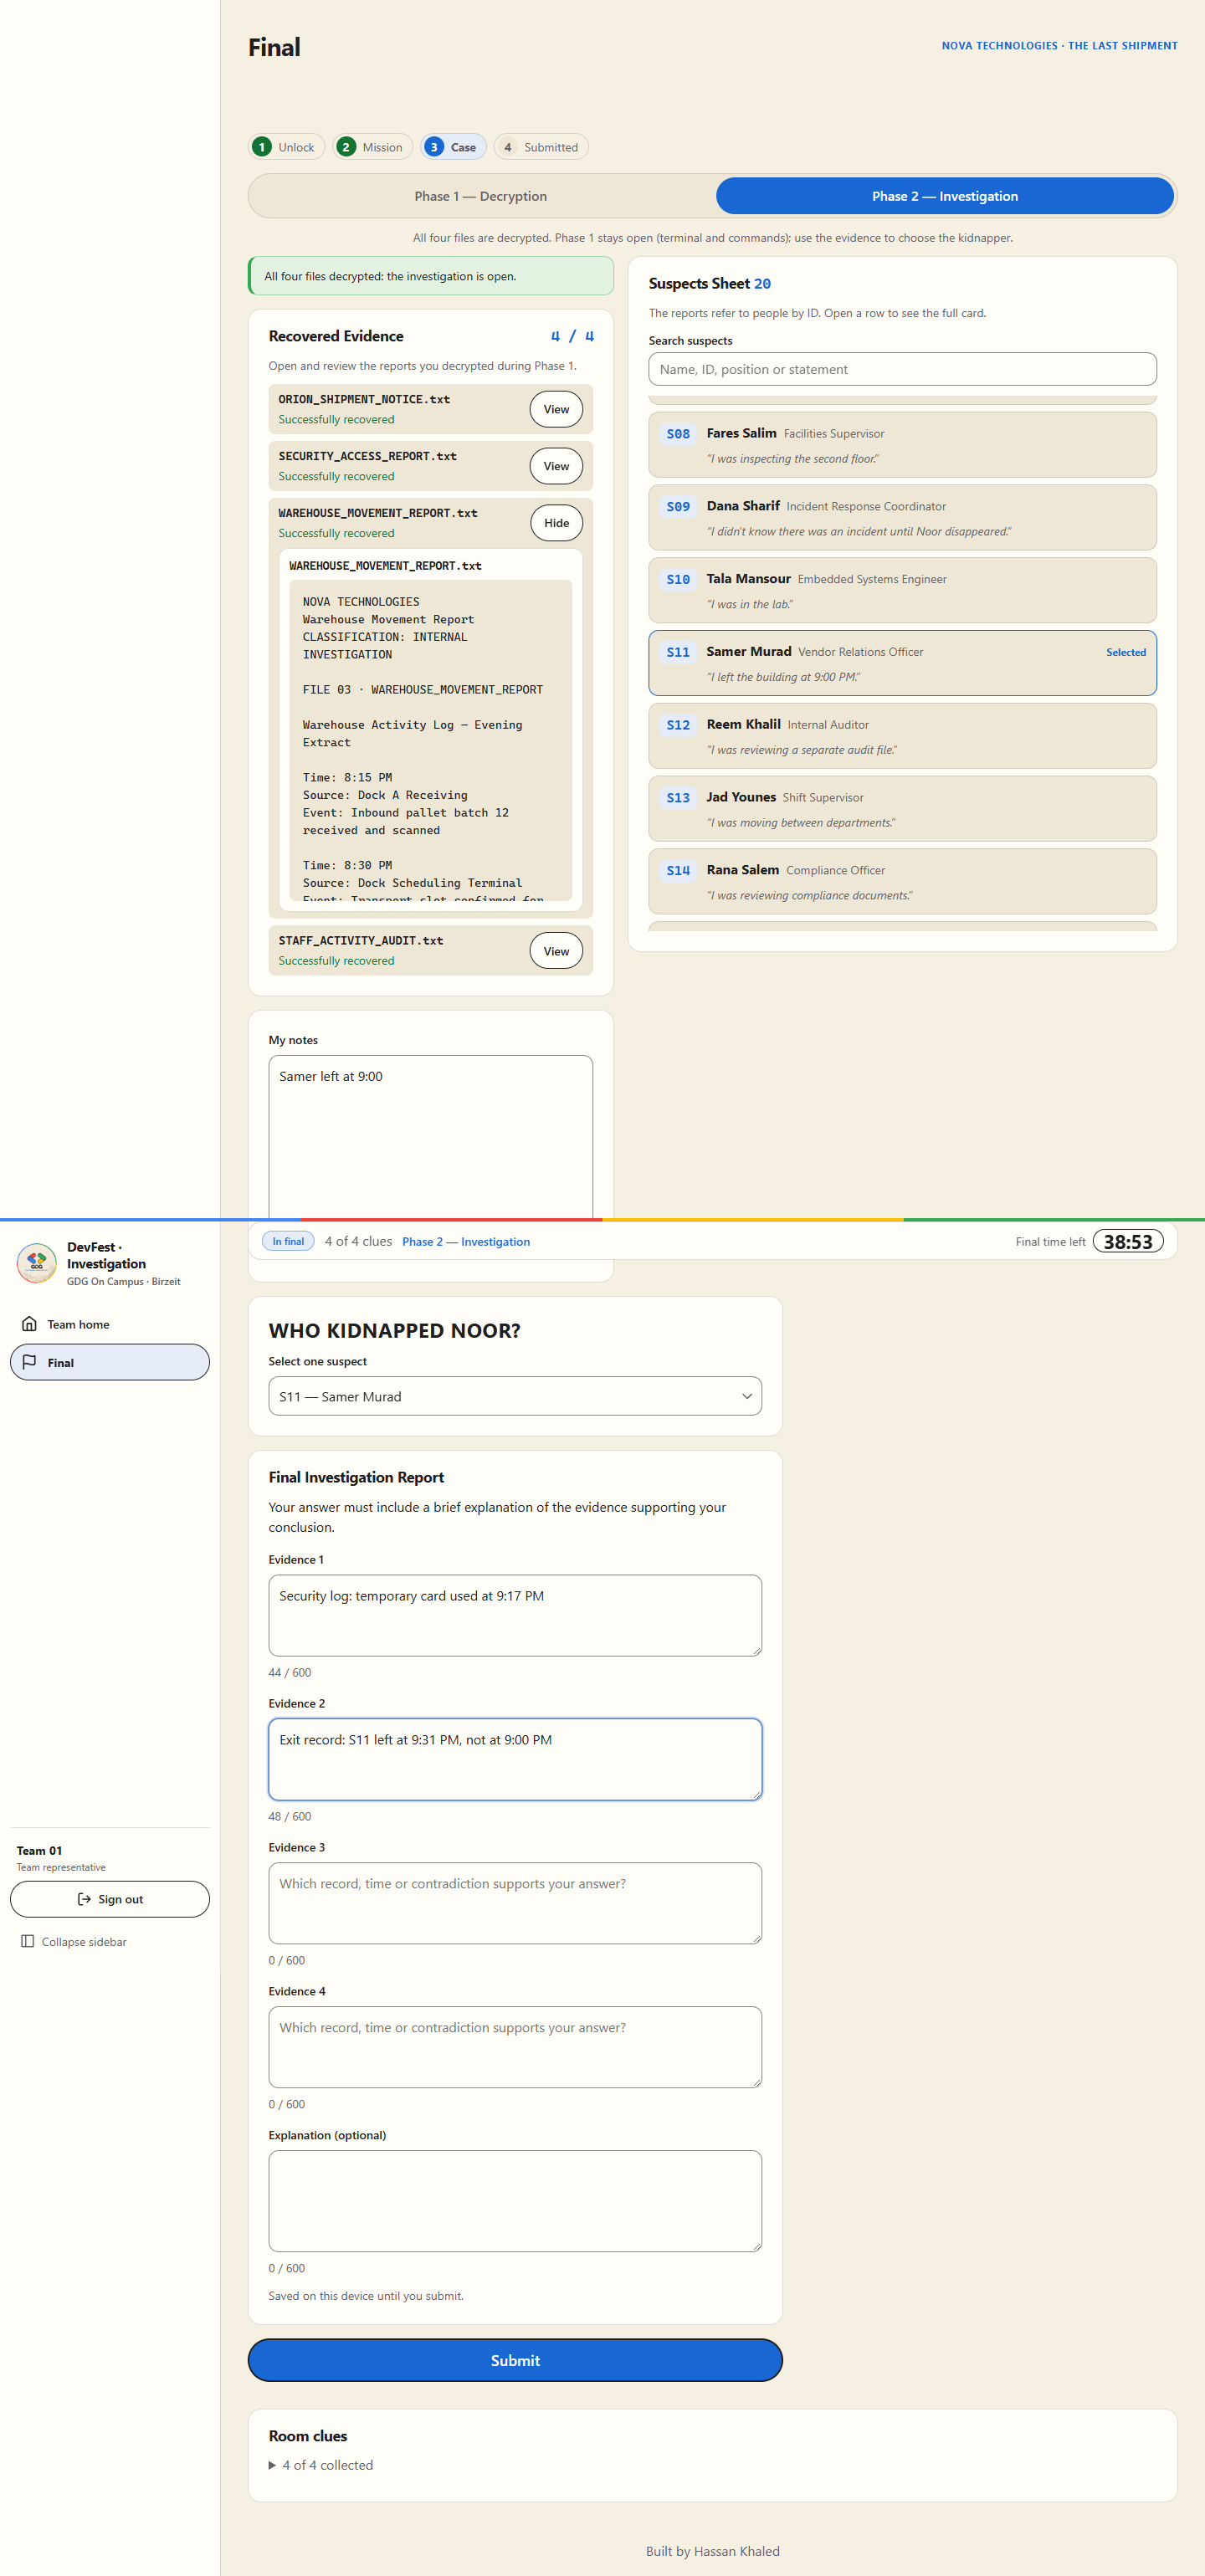 Final
NOVA TECHNOLOGIES · THE LAST SHIPMENT
1 Unlock
2 Mission
3 Case
4 Submitted
Phase 1 — Decryption
Phase 2 — Investigation
All four files are decrypted. Phase 1 stays open (terminal and commands); use the evidence to choose the kidnapper.
All four files decrypted: the investigation is open.
Recovered Evidence 4 / 4
Open and review the reports you decrypted during Phase 1.
ORION_SHIPMENT_NOTICE.txt
Successfully recovered
View
SECURITY_ACCESS_REPORT.txt
Successfully recovered
View
WAREHOUSE_MOVEMENT_REPORT.txt
Successfully recovered
Hide
WAREHOUSE_MOVEMENT_REPORT.txt
NOVA TECHNOLOGIES
Warehouse Movement Report
CLASSIFICATION: INTERNAL
INVESTIGATION
FILE 03 · WAREHOUSE_MOVEMENT_REPORT
Warehouse Activity Log — Evening
Extract
Time: 8:15 PM
Source: Dock A Receiving
Event: Inbound pallet batch 12
received and scanned
Time: 8:30 PM
Source: Dock Scheduling Terminal
Event: Transport slot confirmed for
STAFF_ACTIVITY_AUDIT.txt
Successfully recovered
View
Suspects Sheet 20
The reports refer to people by ID. Open a row to see the full card.
Search suspects
Name, ID, position or statement
S08 Fares Salim Facilities Supervisor
"I was inspecting the second floor."
S09 Dana Sharif Incident Response Coordinator
"I didn't know there was an incident until Noor disappeared."
S10 Tala Mansour Embedded Systems Engineer
"I was in the lab."
S11 Samer Murad Vendor Relations Officer Selected
"I left the building at 9:00 PM."
S12 Reem Khalil Internal Auditor
"I was reviewing a separate audit file."
S13 Jad Younes Shift Supervisor
"I was moving between departments."
S14 Rana Salem Compliance Officer
"I was reviewing compliance documents."
My notes
Samer left at 9:00
In final 4 of 4 clues Phase 2 — Investigation
Final time left 38:53
GDG
DevFest ·
Investigation
GDG On Campus · Birzeit
Team home
Final
WHO KIDNAPPED NOOR?
Select one suspect
S11 — Samer Murad
Final Investigation Report
Your answer must include a brief explanation of the evidence supporting your
conclusion.
Evidence 1
Security log: temporary card used at 9:17 PM
44 / 600
Evidence 2
Exit record: S11 left at 9:31 PM, not at 9:00 PM
48 / 600
Evidence 3
Which record, time or contradiction supports your answer?
0 / 600
Evidence 4
Which record, time or contradiction supports your answer?
0 / 600
Explanation (optional)
0 / 600
Saved on this device until you submit.
Team 01
Team representative
Sign out
Collapse sidebar
Submit
Room clues
4 of 4 collected
Built by Hassan Khaled